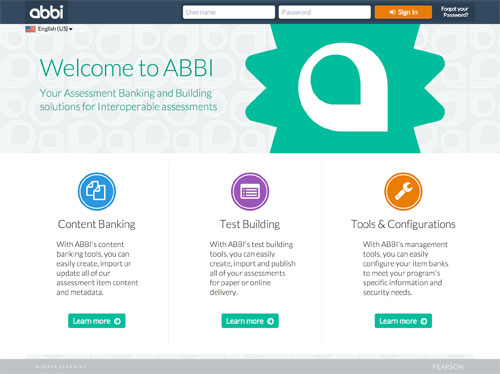 abbi
Username
Password
Sign In
Forgot your
Password?
English (US)
Welcome to ABBI
Your Assessment Banking and Building
solutions for Interoperable assessments
Content Banking
With ABBI's content
banking tools, you can
easily create, import or
update all of our
assessment item content
and metadata.
Learn more
Test Building
With ABBI's test building
tools, you can easily
create, import and publish
all of your assessments
for paper or online
delivery.
Learn more
Tools & Configurations
With ABBI's management
tools, you can easily
configure your item banks
to meet your program's
specific information and
security needs.
Learn more
ALWAYS LEARNING
PEARSON